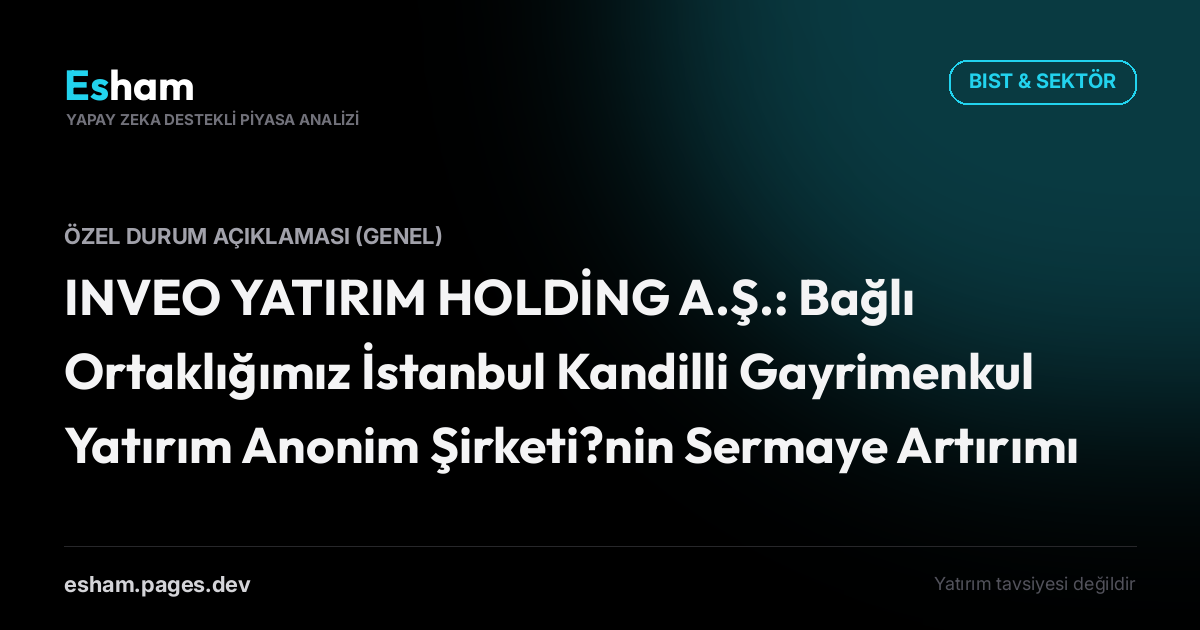 Esham
BIST & SEKTÖR
YAPAY ZEKA DESTEKLİ PİYASA ANALİZİ
ÖZEL DURUM AÇIKLAMASI (GENEL)
INVEO YATIRIM HOLDİNG A.Ş.: Bağlı
Ortaklığımız İstanbul Kandilli Gayrimenkul
Yatırım Anonim Şirketi?nin Sermaye Artırımı
esham.pages.dev
Yatırım tavsiyesi değildir